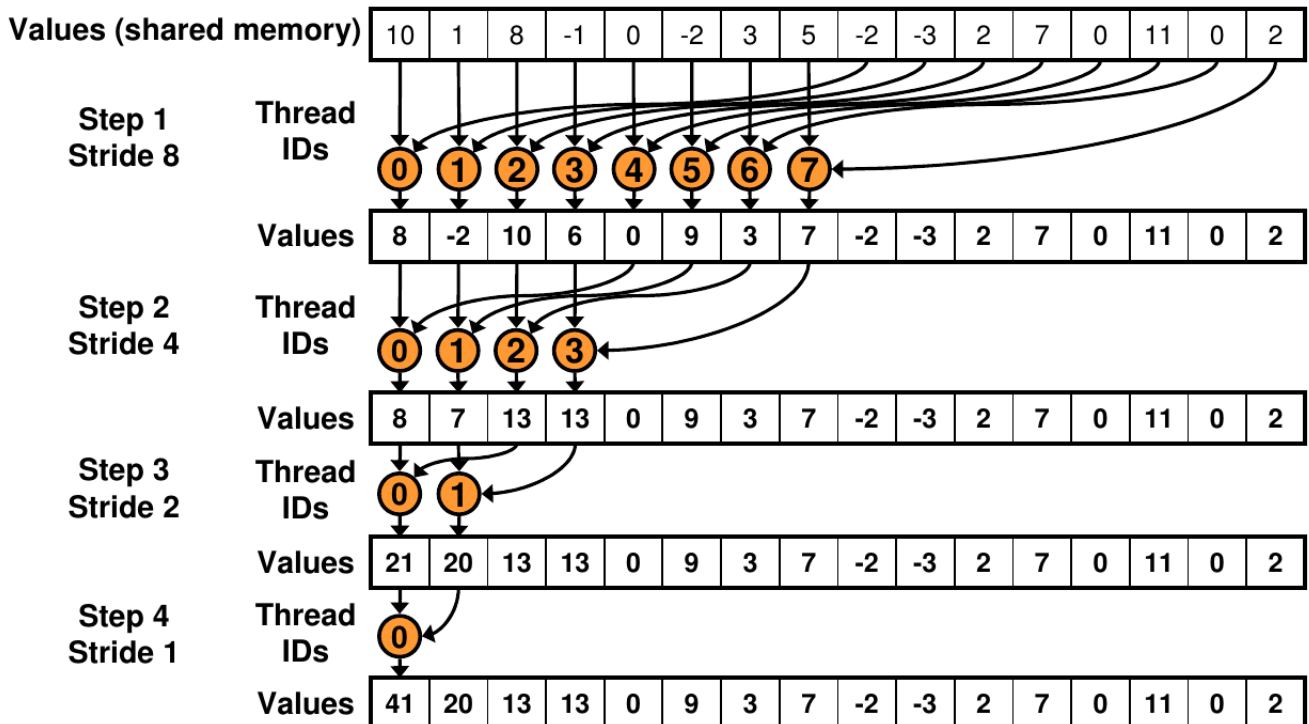 Values (shared memory) 10 1 8 -1 0 -2 3 5 -2 -3 2 7 0 11 0 2
Step 1 Thread
Stride 8 IDs
0 1 2 3 4 5 6 7
Values 8 -2 10 6 0 9 3 7 -2 -3 2 7 0 11 0 2
Step 2 Thread
Stride 4 IDs
0 1 2 3
Values 8 7 13 13 0 9 3 7 -2 -3 2 7 0 11 0 2
Step 3 Thread
Stride 2 IDs
0 1
Values 21 20 13 13 0 9 3 7 -2 -3 2 7 0 11 0 2
Step 4 Thread
Stride 1 IDs
0
Values 41 20 13 13 0 9 3 7 -2 -3 2 7 0 11 0 2